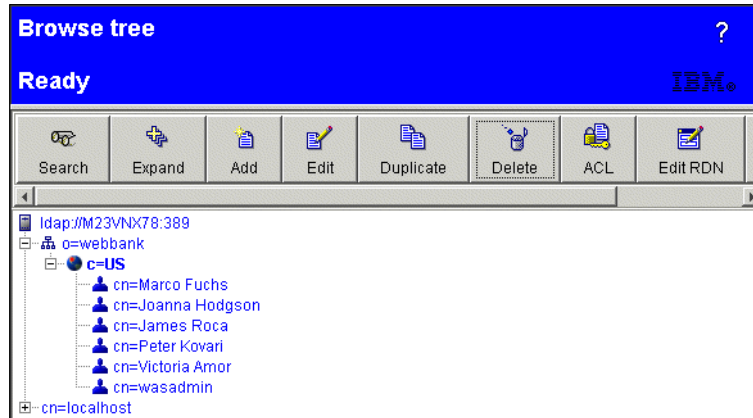 Browse tree
?
Ready
IBM
Search Expand Add Edit Duplicate Delete ACL Edit RDN
ldap://M23VNX78:389
o=webbank
c=US
cn=Marco Fuchs
cn=Joanna Hodgson
cn=James Roca
cn=Peter Kovari
cn=Victoria Amor
cn=wasadmin
cn=localhost